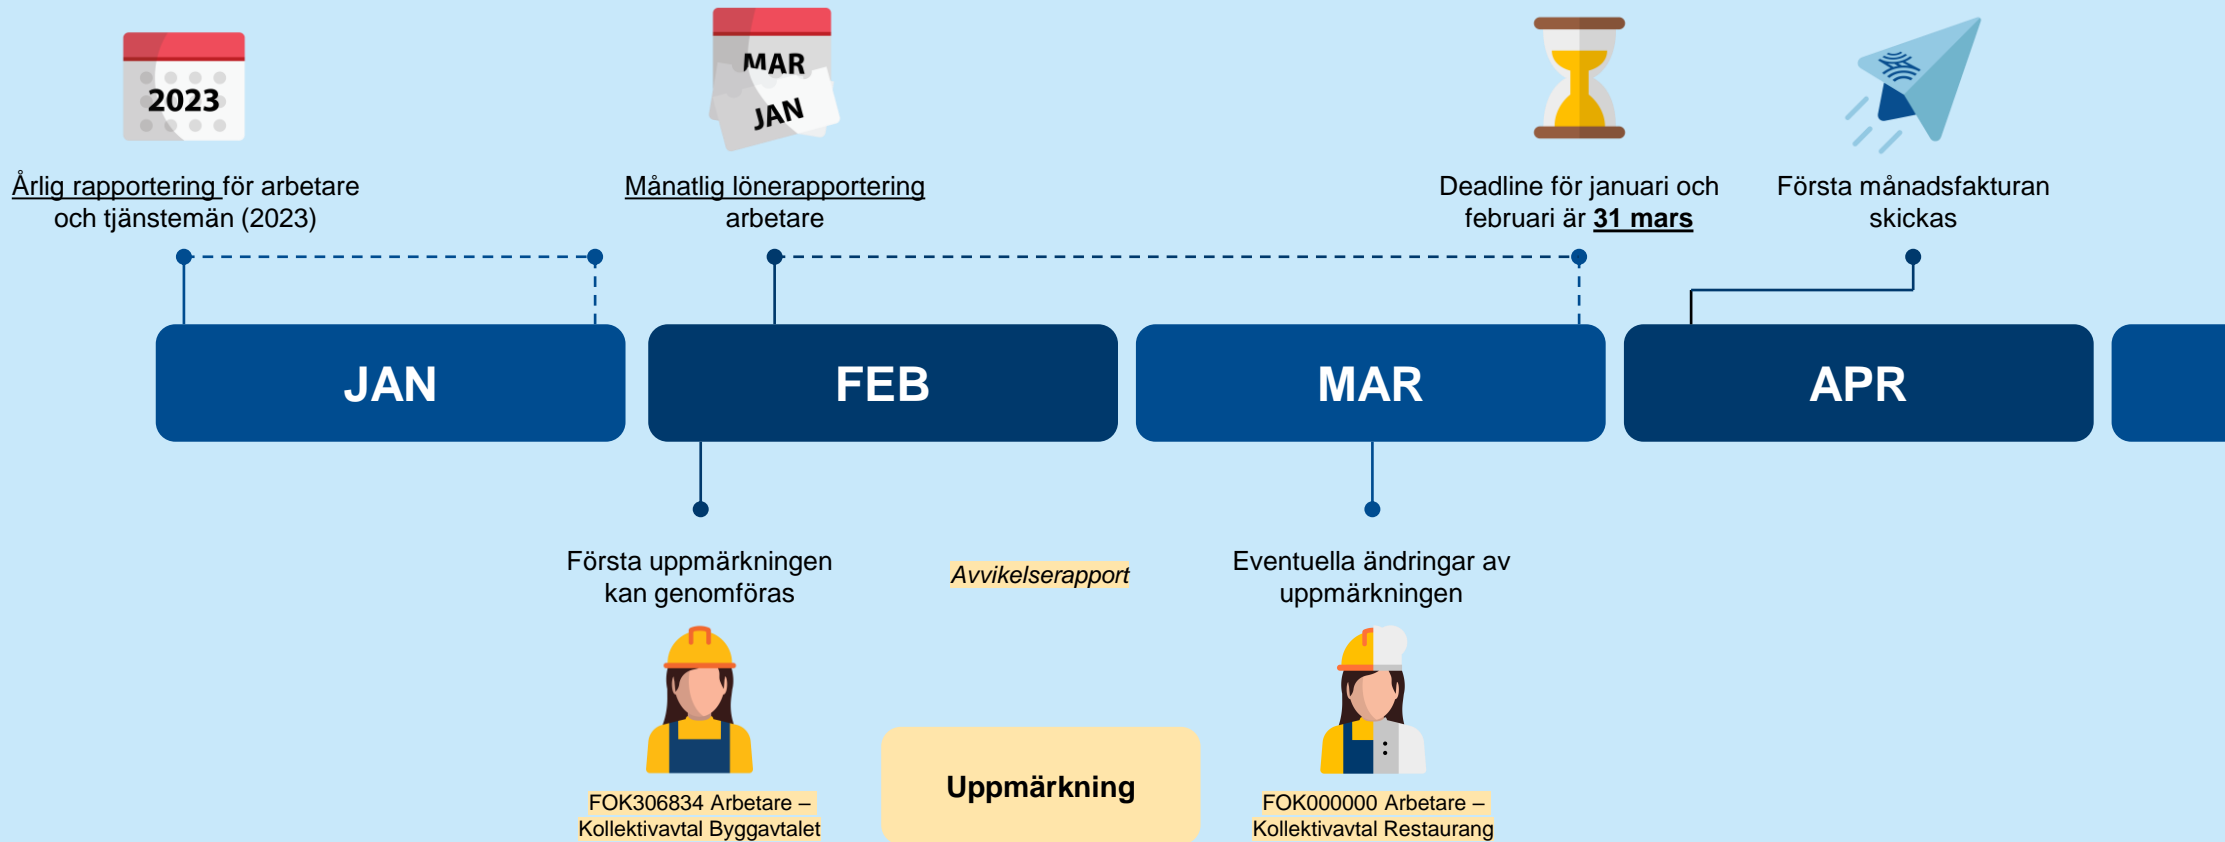 2023
MAR
JAN
Årlig rapportering för arbetare
och tjänstemän (2023)
Månatlig lönerapportering
arbetare
Deadline för januari och
februari är 31 mars
Första månadsfakturan
skickas
JAN
FEB
MAR
APR
Första uppmärkningen
kan genomföras
Avvikelserapport
Eventuella ändringar av
uppmärkningen
Uppmärkning
FOK306834 Arbetare –
Kollektivavtal Byggavtalet
FOK000000 Arbetare –
Kollektivavtal Restaurang